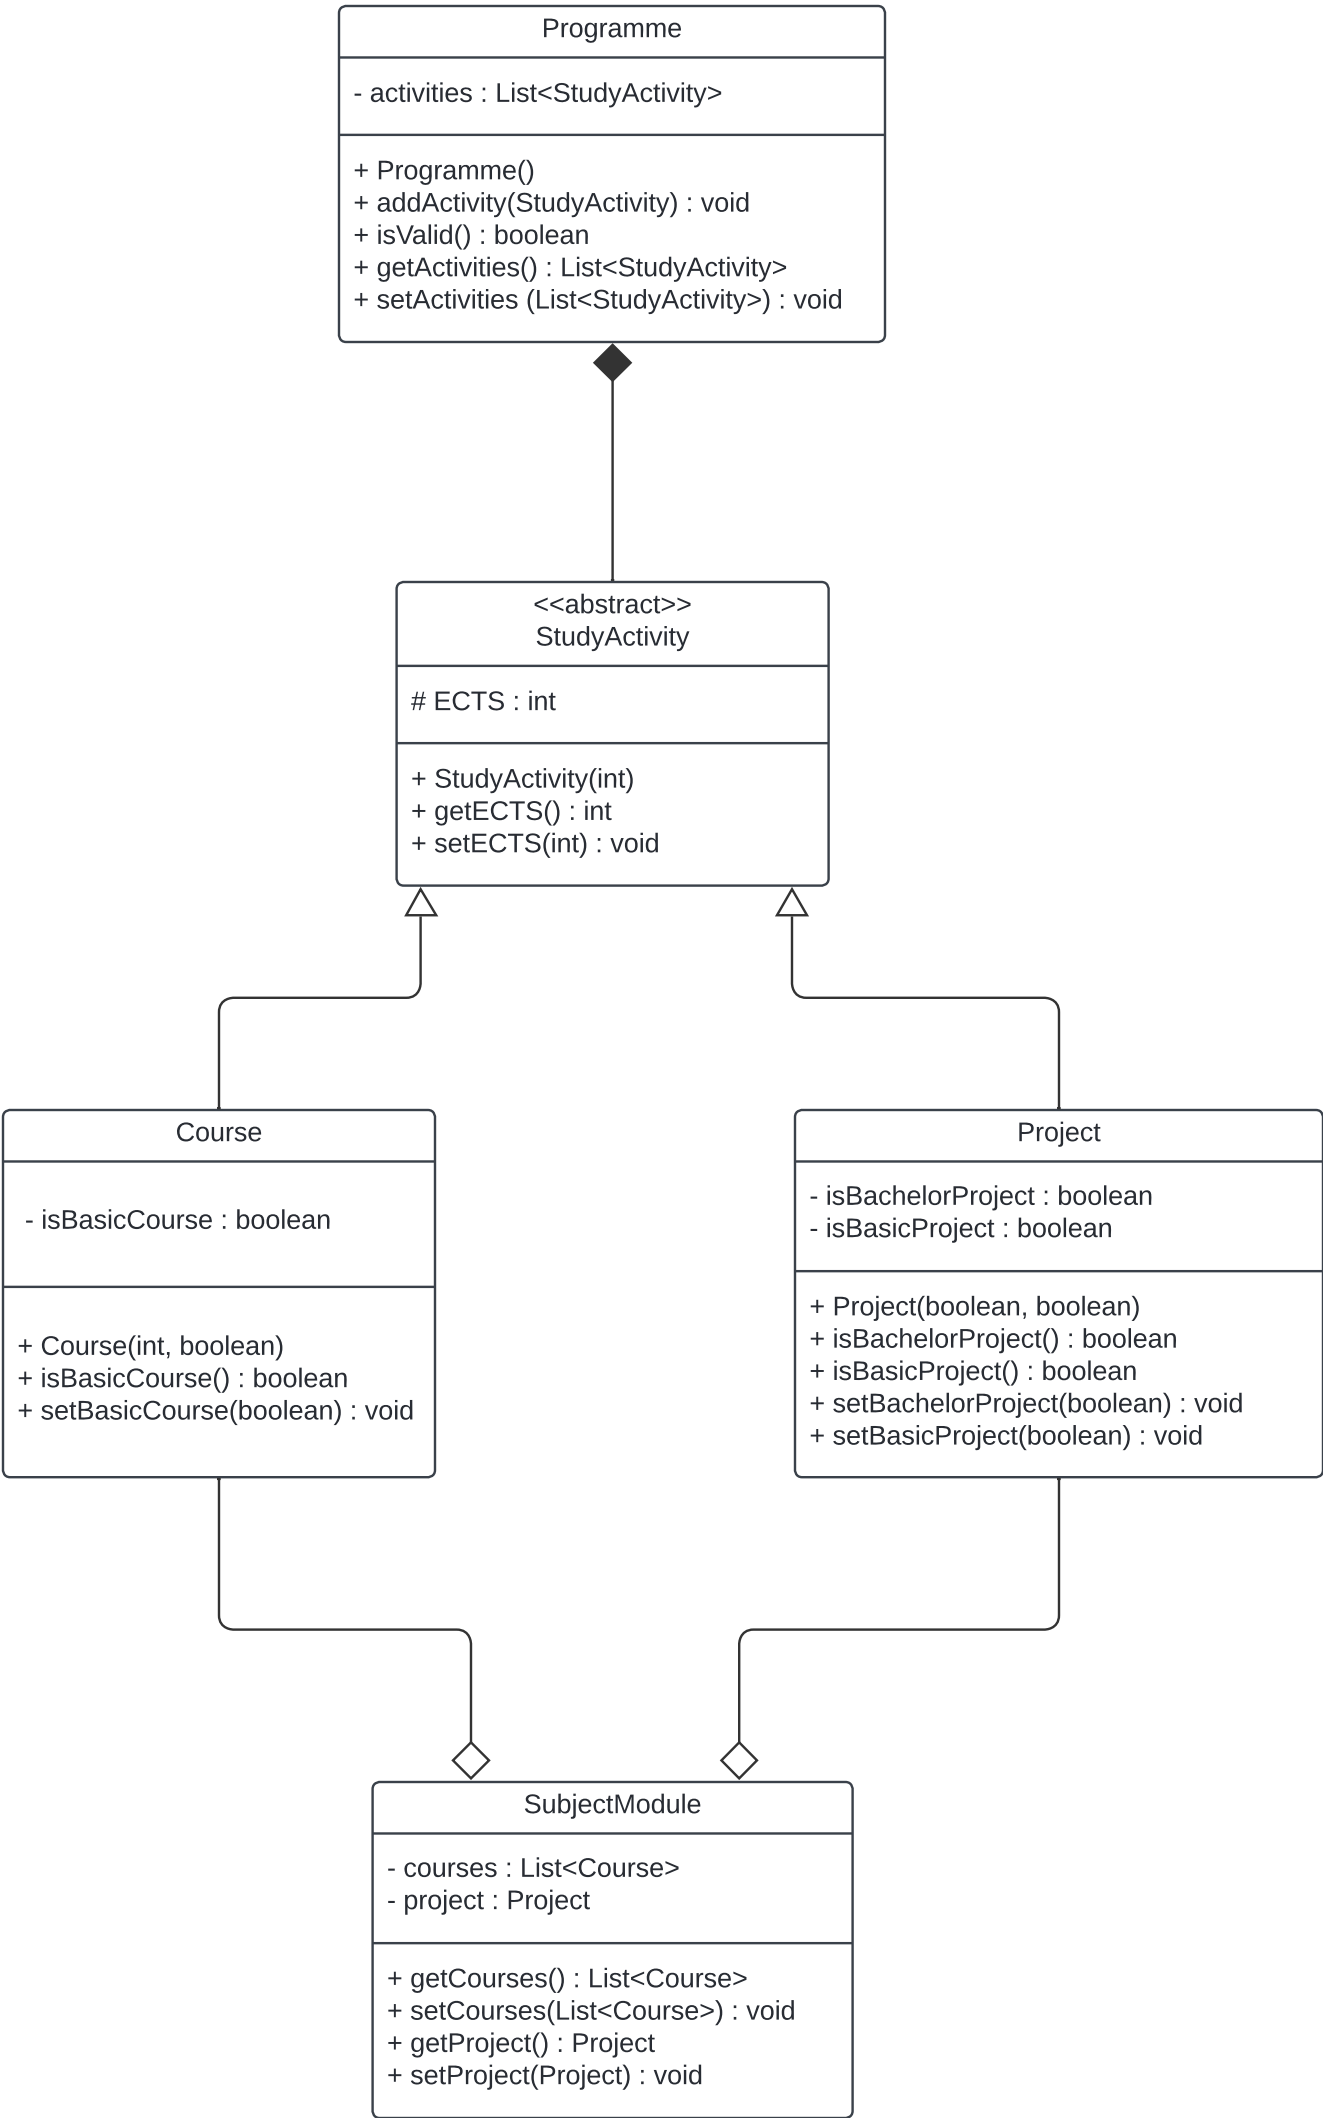 Programme
- activities : List<StudyActivity>
+ Programme()
+ addActivity(StudyActivity) : void
+ isValid() : boolean
+ getActivities() : List<StudyActivity>
+ setActivities (List<StudyActivity>) : void
<<abstract>>
StudyActivity
# ECTS : int
+ StudyActivity(int)
+ getECTS() : int
+ setECTS(int) : void
Course
- isBasicCourse : boolean
+ Course(int, boolean)
+ isBasicCourse() : boolean
+ setBasicCourse(boolean) : void
Project
- isBachelorProject : boolean
- isBasicProject : boolean
+ Project(boolean, boolean)
+ isBachelorProject() : boolean
+ isBasicProject() : boolean
+ setBachelorProject(boolean) : void
+ setBasicProject(boolean) : void
SubjectModule
- courses : List<Course>
- project : Project
+ getCourses() : List<Course>
+ setCourses(List<Course>) : void
+ getProject() : Project
+ setProject(Project) : void